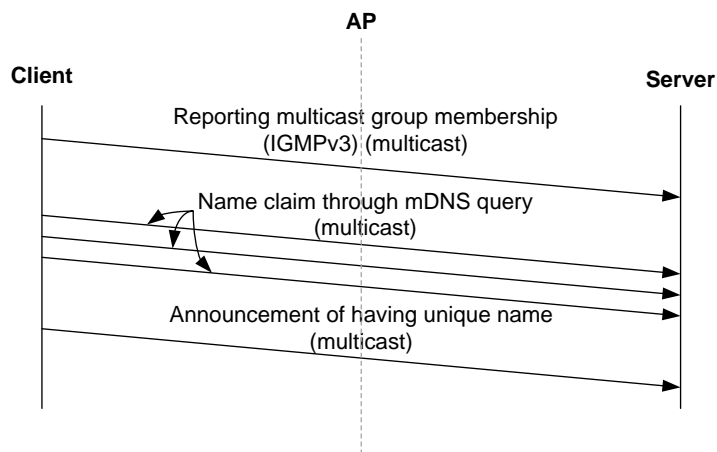 AP
Client
Server
Reporting multicast group membership
(IGMPv3) (multicast)
Name claim through mDNS query
(multicast)
Announcement of having unique name
(multicast)